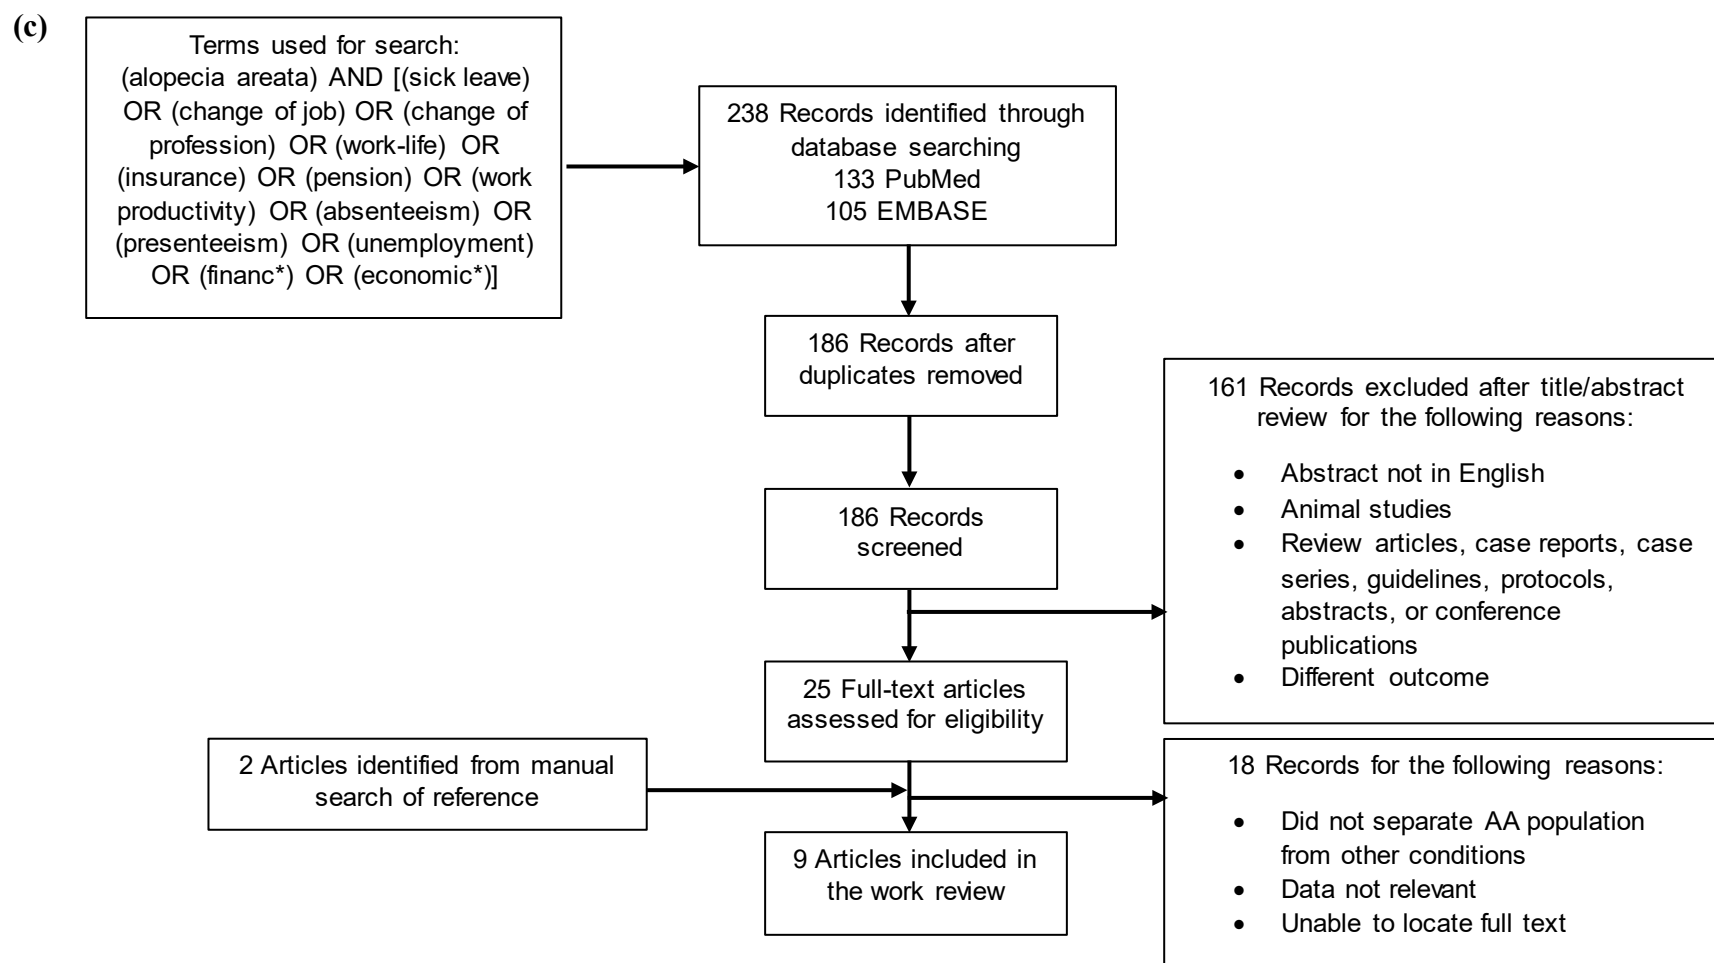 (c)
Terms used for search:
(alopecia areata) AND [(sick leave)
OR (change of job) OR (change of
profession) OR (work-life) OR
(insurance) OR (pension) OR (work
productivity) OR (absenteeism) OR
(presenteeism) OR (unemployment)
OR (financ*) OR (economic*)]
238 Records identified through
database searching
133 PubMed
105 EMBASE
186 Records after
duplicates removed
186 Records
screened
161 Records excluded after title/abstract
review for the following reasons:
• Abstract not in English
• Animal studies
• Review articles, case reports, case
series, guidelines, protocols,
abstracts, or conference
publications
• Different outcome
25 Full-text articles
assessed for eligibility
2 Articles identified from manual
search of reference
18 Records for the following reasons:
• Did not separate AA population
from other conditions
• Data not relevant
• Unable to locate full text
9 Articles included in
the work review